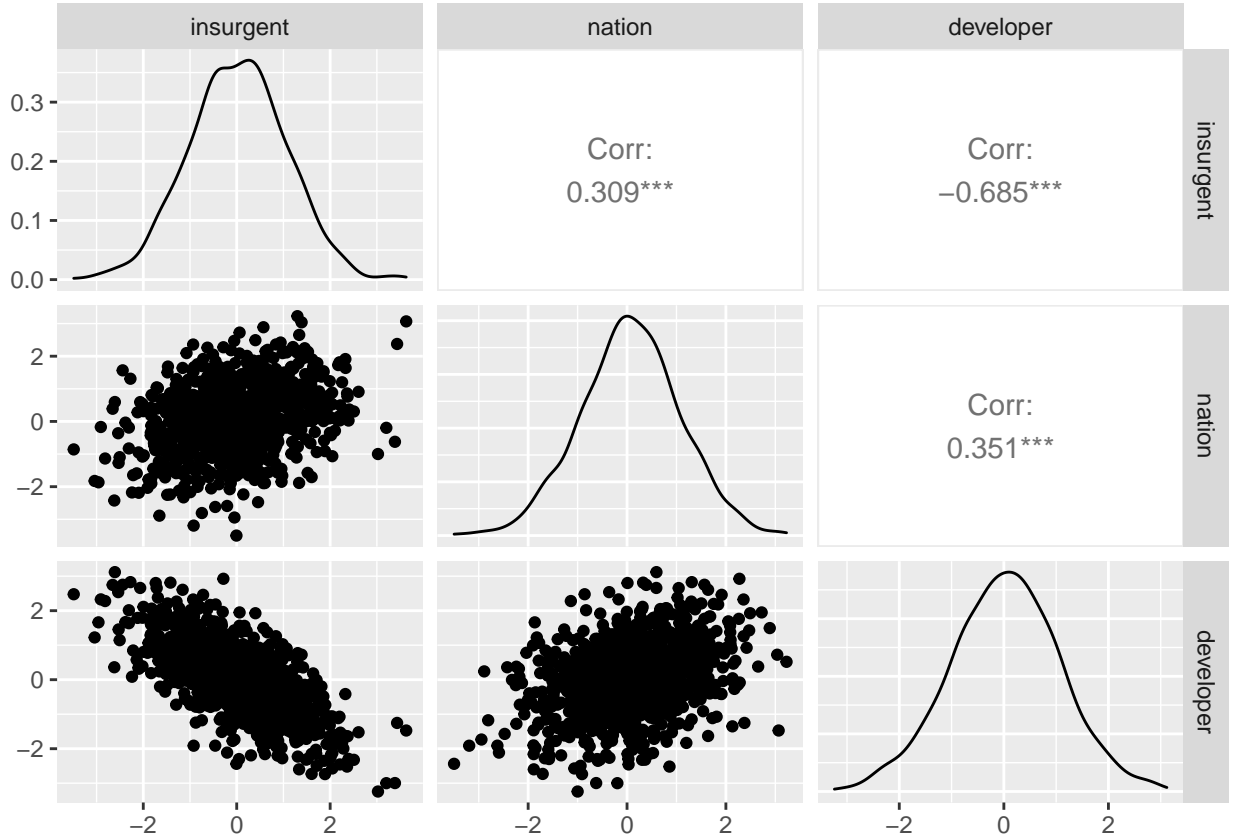 insurgent nation developer
0.3
0.2
0.1
0.0
Corr:
0.309***
Corr:
−0.685***
insurgent
2
0
−2
Corr:
0.351***
nation
2
0
−2
developer
−2 0 2 −2 0 2 −2 0 2